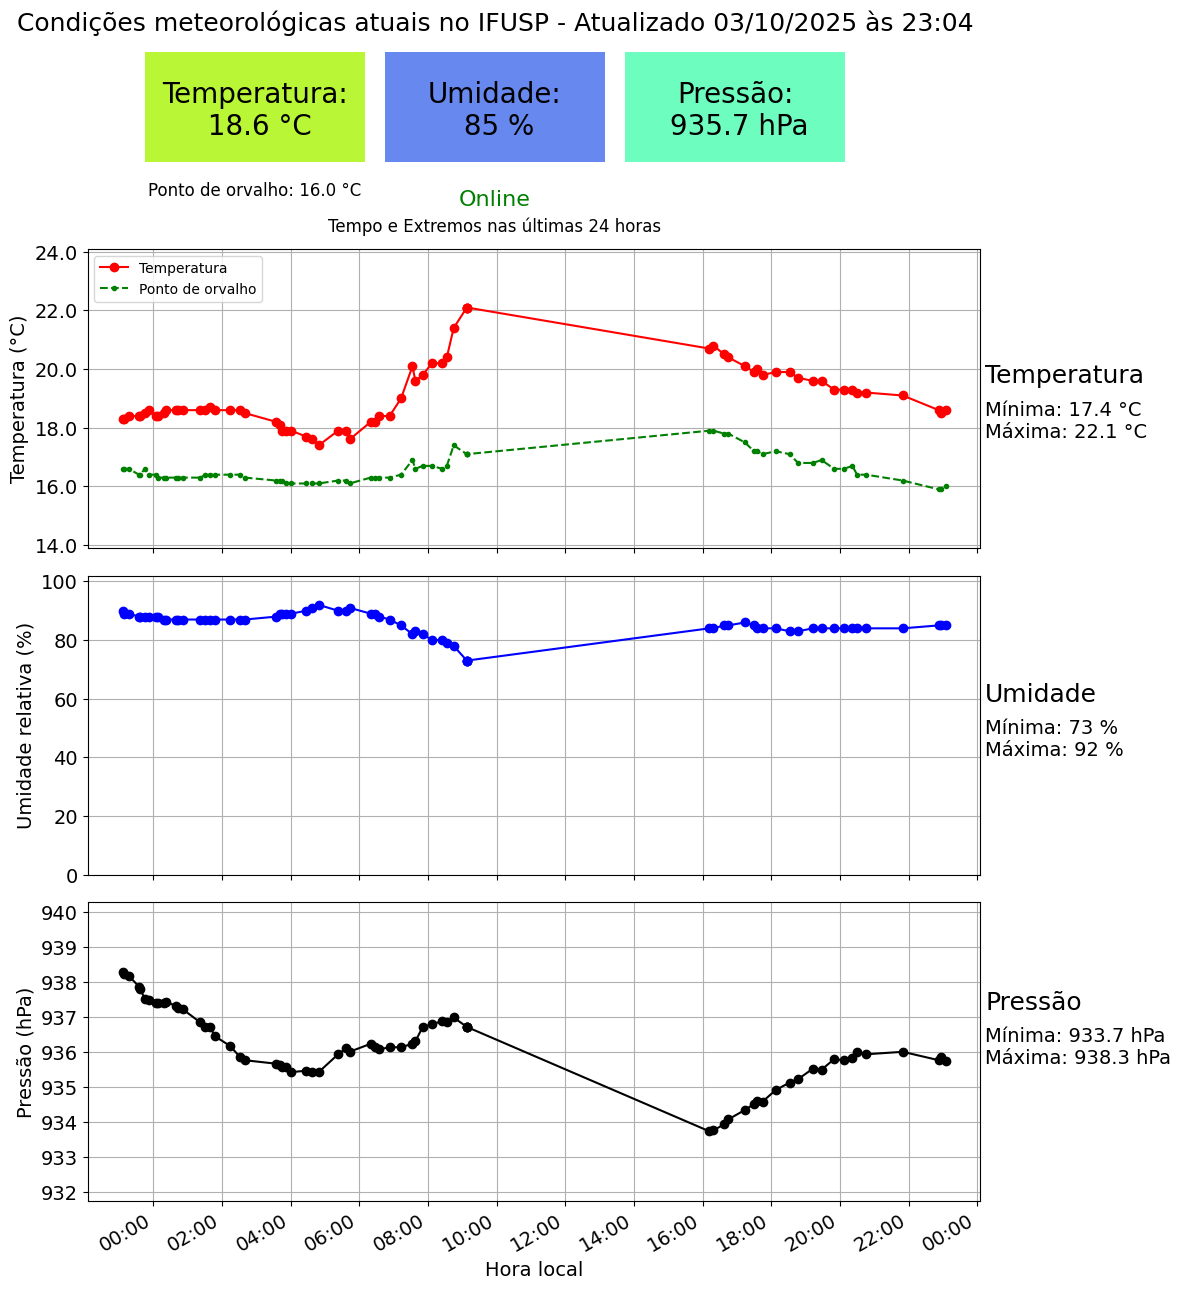 Condições meteorológicas atuais no IFUSP - Atualizado 03/10/2025 às 23:04
Temperatura:
18.6 °C
Umidade:
85 %
Pressão:
935.7 hPa
Ponto de orvalho: 16.0 °C
Online
Tempo e Extremos nas últimas 24 horas
24.0
22.0
20.0
18.0
16.0
14.0
Temperatura (°C)
Temperatura
Ponto de orvalho
Temperatura
Mínima: 17.4 °C
Máxima: 22.1 °C
100
80
60
40
20
0
Umidade relativa (%)
Umidade
Mínima: 73 %
Máxima: 92 %
940
939
938
937
936
935
934
933
932
Pressão (hPa)
Pressão
Mínima: 933.7 hPa
Máxima: 938.3 hPa
00:00
02:00
04:00
06:00
08:00
10:00
12:00
14:00
16:00
18:00
20:00
22:00
00:00
Hora local